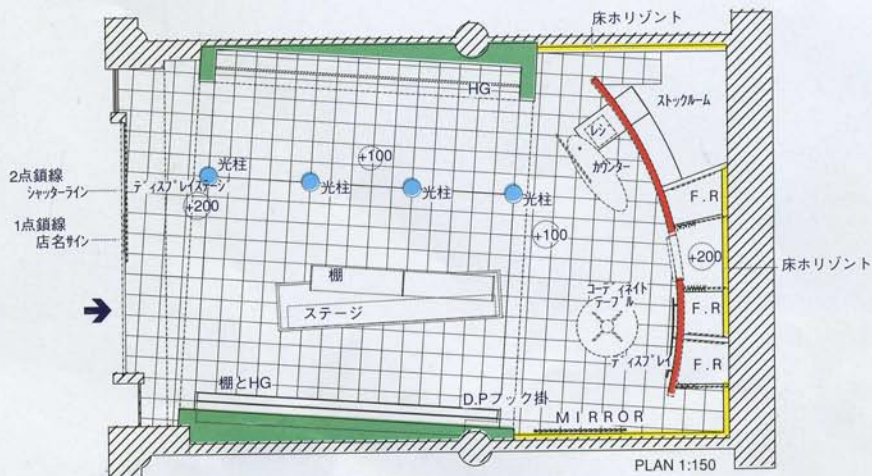 床ホリゾント
HG
ストックルーム
レジ
カウンター
光柱
+100
2点鎖線
シャッターライン
ディスプレイステージ
光柱
光柱
光柱
F.R
+200
1点鎖線
店名サイン
+100
+200
床ホリゾント
棚
コーディネイト
テーブル
ステージ
F.R
ディスプレイ
F.R
棚とHG
D.Pフック掛
MIRROR
PLAN 1:150